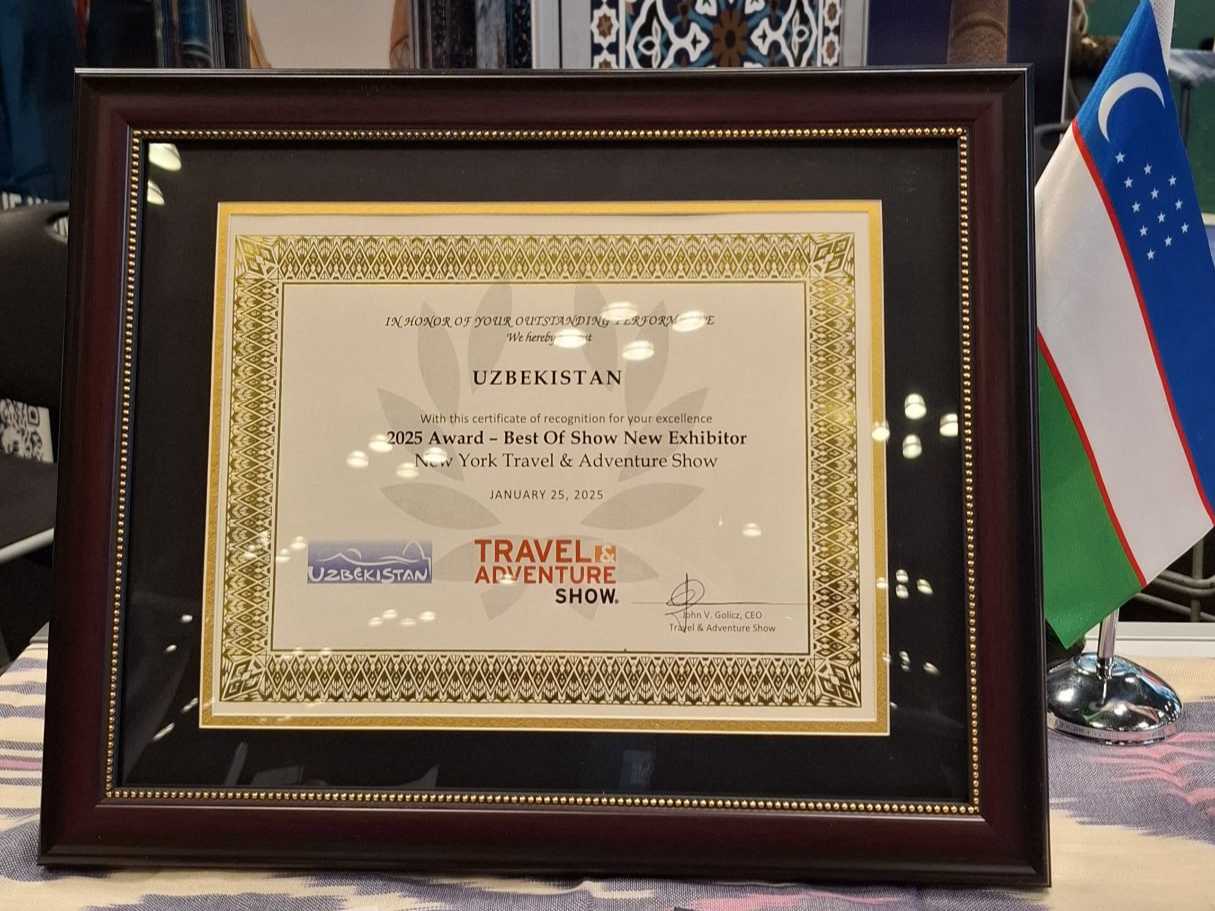 IN HONOR OF YOUR OUTSTANDING
We hereby
UZBEKISTAN
With this certificate of recognition for your excellence
2025 Award – Best Of Show New Exhibitor
New York Travel & Adventure Show
JANUARY 25, 2025
UZBEKISTAN
TRAVEL &
ADVENTURE
SHOW®
John V. Golicz, CEO
Travel & Adventure Show